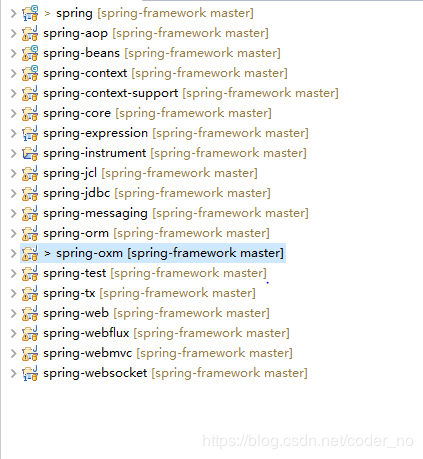 > spring [spring-framework master]
spring-aop [spring-framework master]
spring-beans [spring-framework master]
spring-context [spring-framework master]
spring-context-support [spring-framework master]
spring-core [spring-framework master]
spring-expression [spring-framework master]
spring-instrument [spring-framework master]
spring-jcl [spring-framework master]
spring-jdbc [spring-framework master]
spring-messaging [spring-framework master]
spring-orm [spring-framework master]
> spring-oxm [spring-framework master]
spring-test [spring-framework master]
spring-tx [spring-framework master]
spring-web [spring-framework master]
spring-webflux [spring-framework master]
spring-webmvc [spring-framework master]
spring-websocket [spring-framework master]
https://blog.csdn.net/coder_no